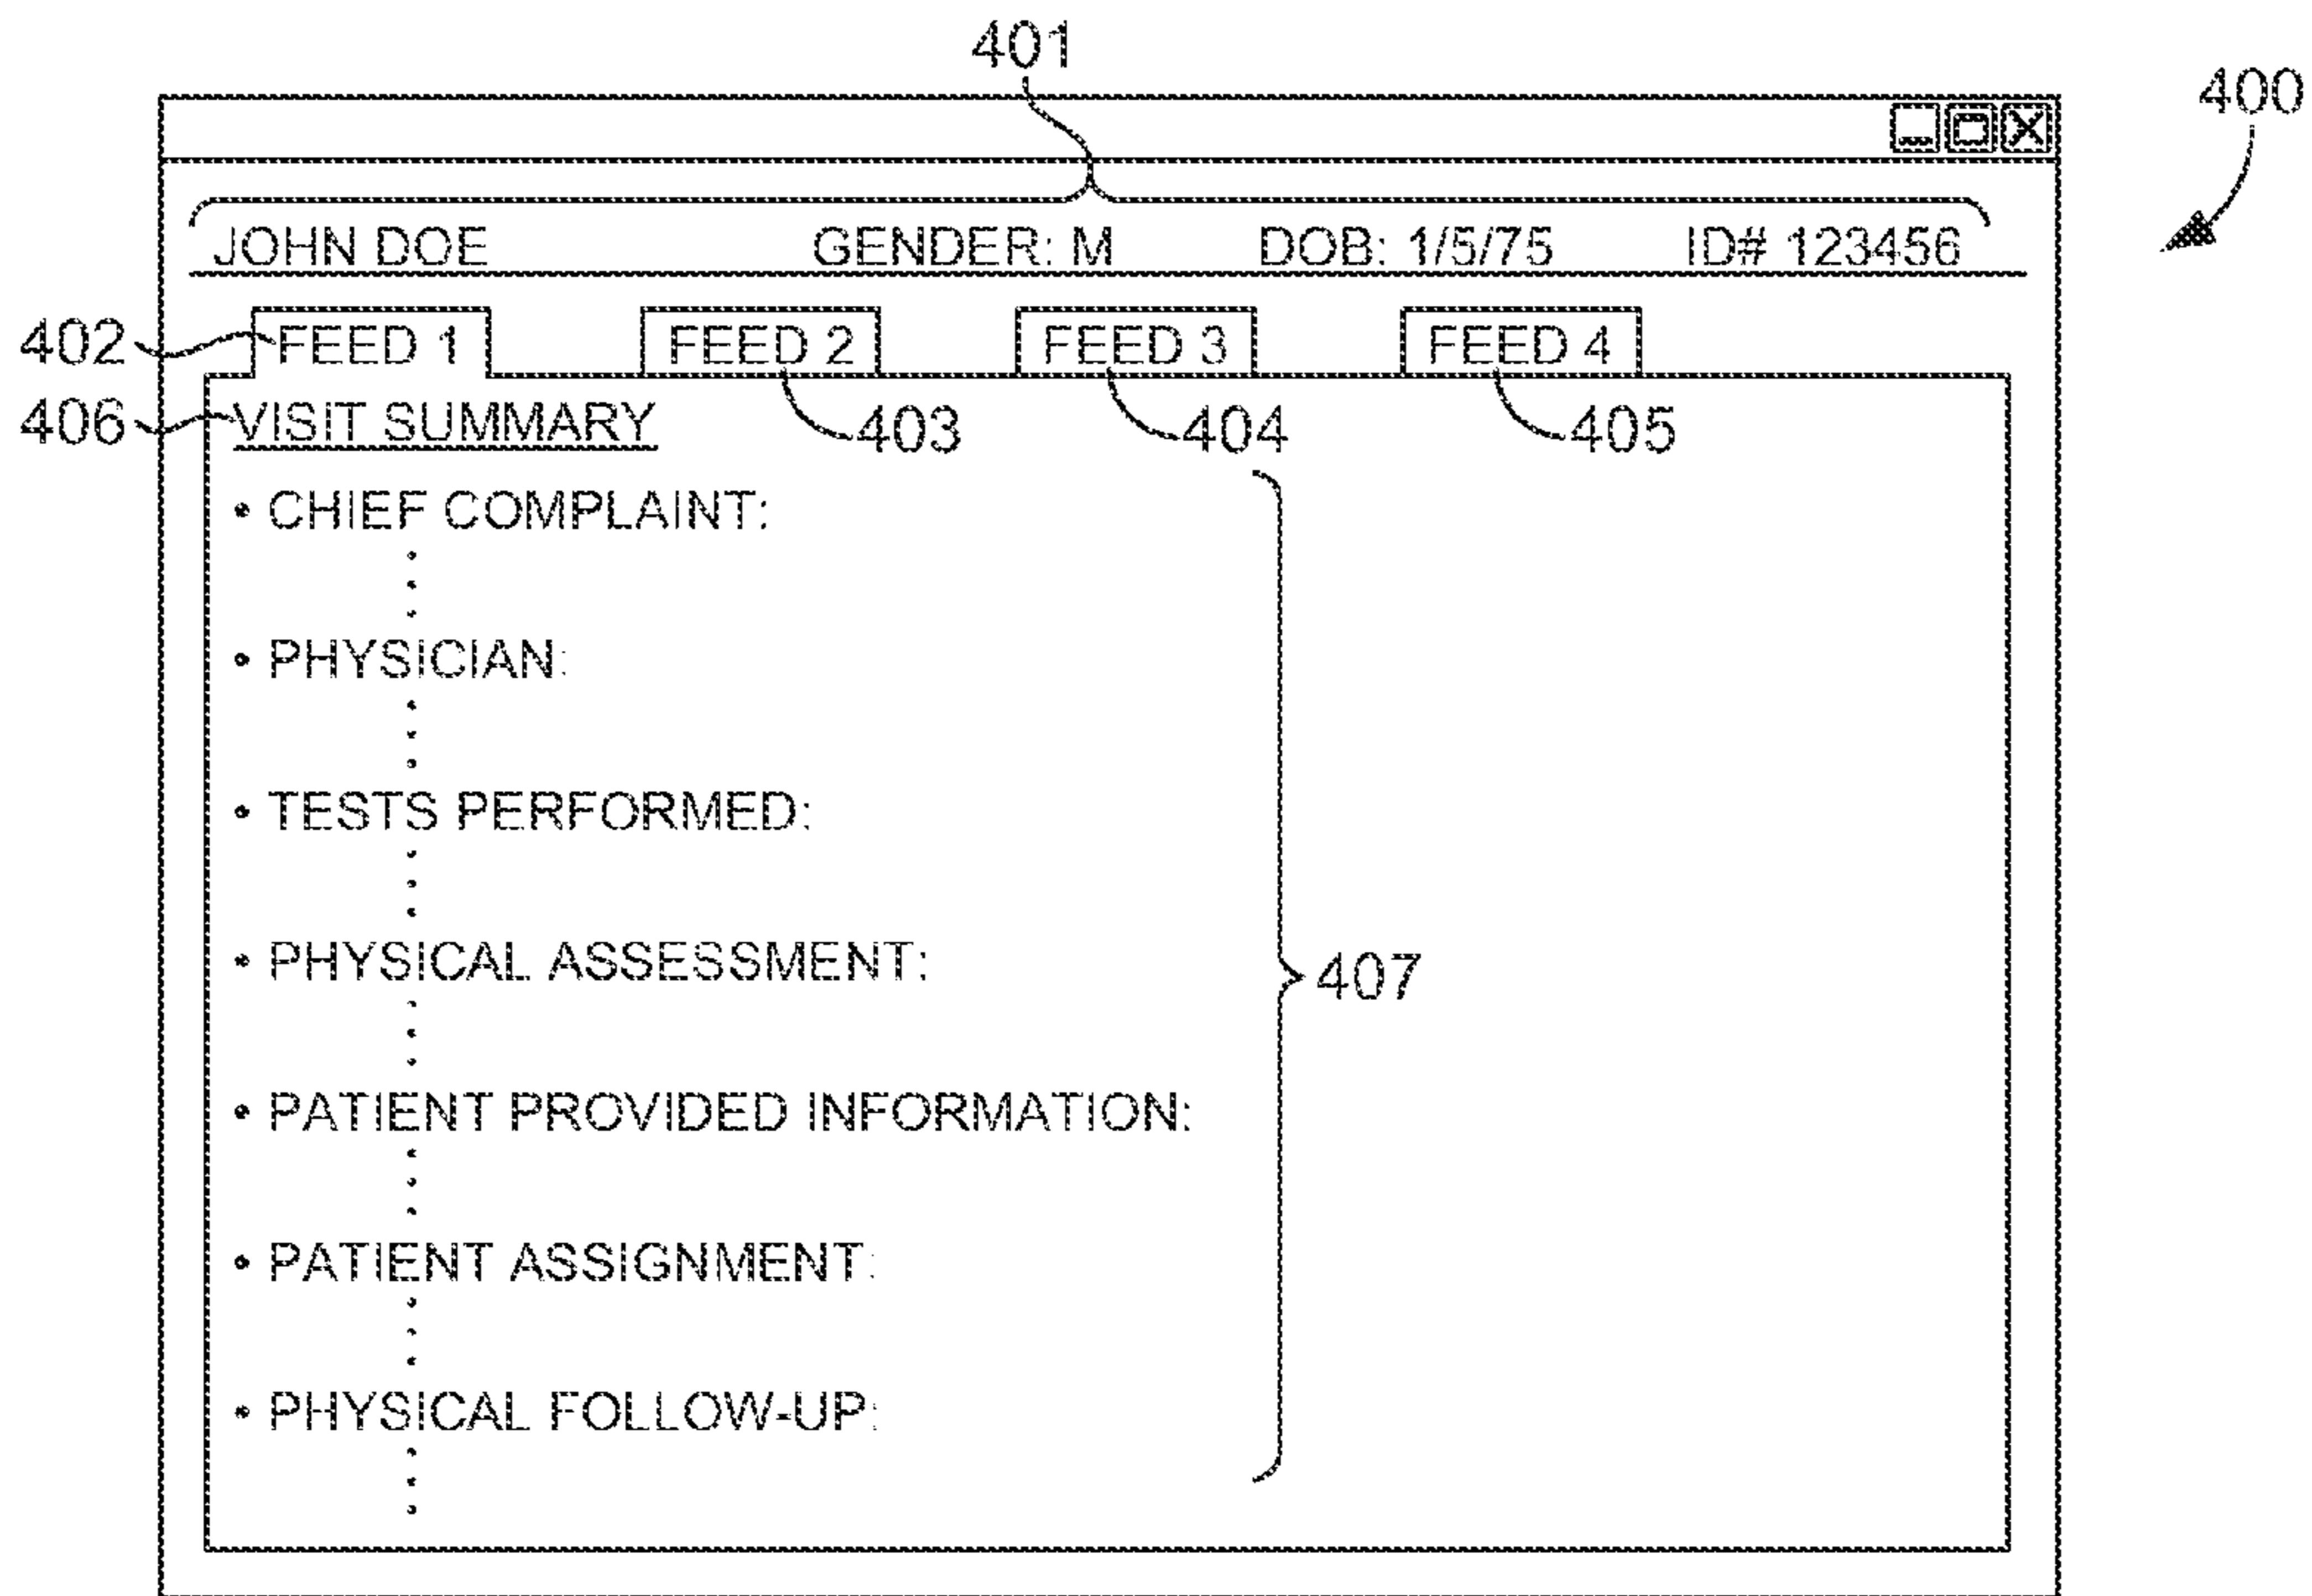 401
400
JOHN DOE GENDER: M DOB: 1/5/75 ID# 123456
402 FEED 1 FEED 2 FEED 3 FEED 4
406 VISIT SUMMARY 403 404 405
• CHIEF COMPLAINT:
• PHYSICIAN:
• TESTS PERFORMED:
• PHYSICAL ASSESSMENT:
407
• PATIENT PROVIDED INFORMATION:
• PATIENT ASSIGNMENT:
• PHYSICAL FOLLOW-UP: